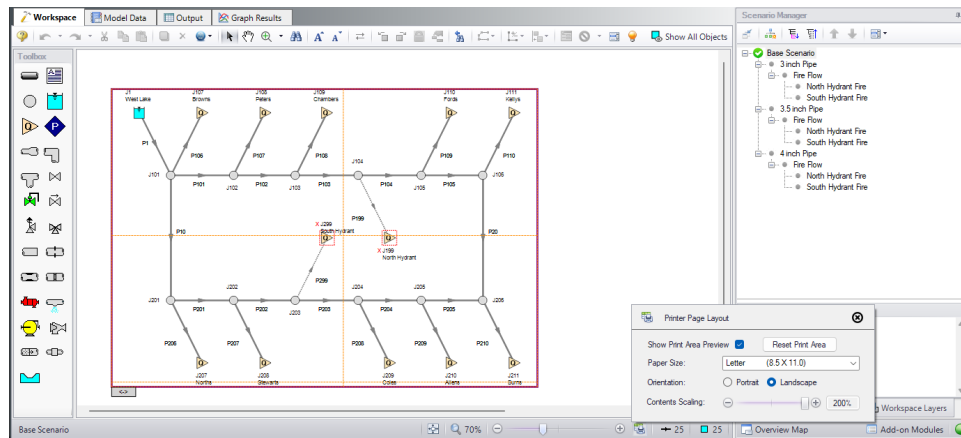 Workspace
Model Data
Output
Graph Results
Show All Objects
Toolbox
J1
West Lake
J107
Browns
J108
Peters
J109
Chambers
J110
Fords
J111
Kellys
P1
P106
P107
P108
P109
P110
J104
J101
P101
J102
P102
J103
P103
P104
J105
P105
J106
P199
X J299
South Hydrant
X J199
North Hydrant
P10
P20
P299
J201
P201
J202
P202
J203
P203
J204
P204
J205
P205
J206
P206
P207
P208
P209
P210
J207
Norths
J208
Stewarts
J209
Coles
J210
Allens
J211
Burns
<->
Scenario Manager
Base Scenario
3 inch Pipe
Fire Flow
North Hydrant Fire
South Hydrant Fire
3.5 inch Pipe
Fire Flow
North Hydrant Fire
South Hydrant Fire
4 inch Pipe
Fire Flow
North Hydrant Fire
South Hydrant Fire
Printer Page Layout
Show Print Area Preview
Reset Print Area
Paper Size:
Letter (8.5 X 11.0)
Orientation:
Portrait
Landscape
Contents Scaling:
200%
Workspace Layers
Base Scenario
70%
25
25
Overview Map
Add-on Modules